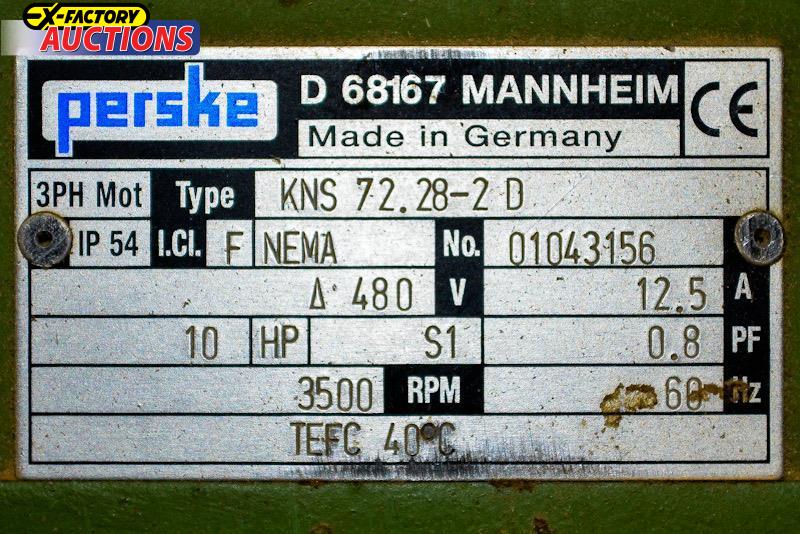 X-FACTORY
AUCTIONS
perske
D 68167 MANNHEIM
Made in Germany
CE
3PH Mot Type KNS 72.28-2 D
IP 54 I.Cl. F NEMA No. 01043156
Δ 480 V 12.5 A
10 HP S1 0.8 PF
3500 RPM 60 Hz
TEFC 40°C